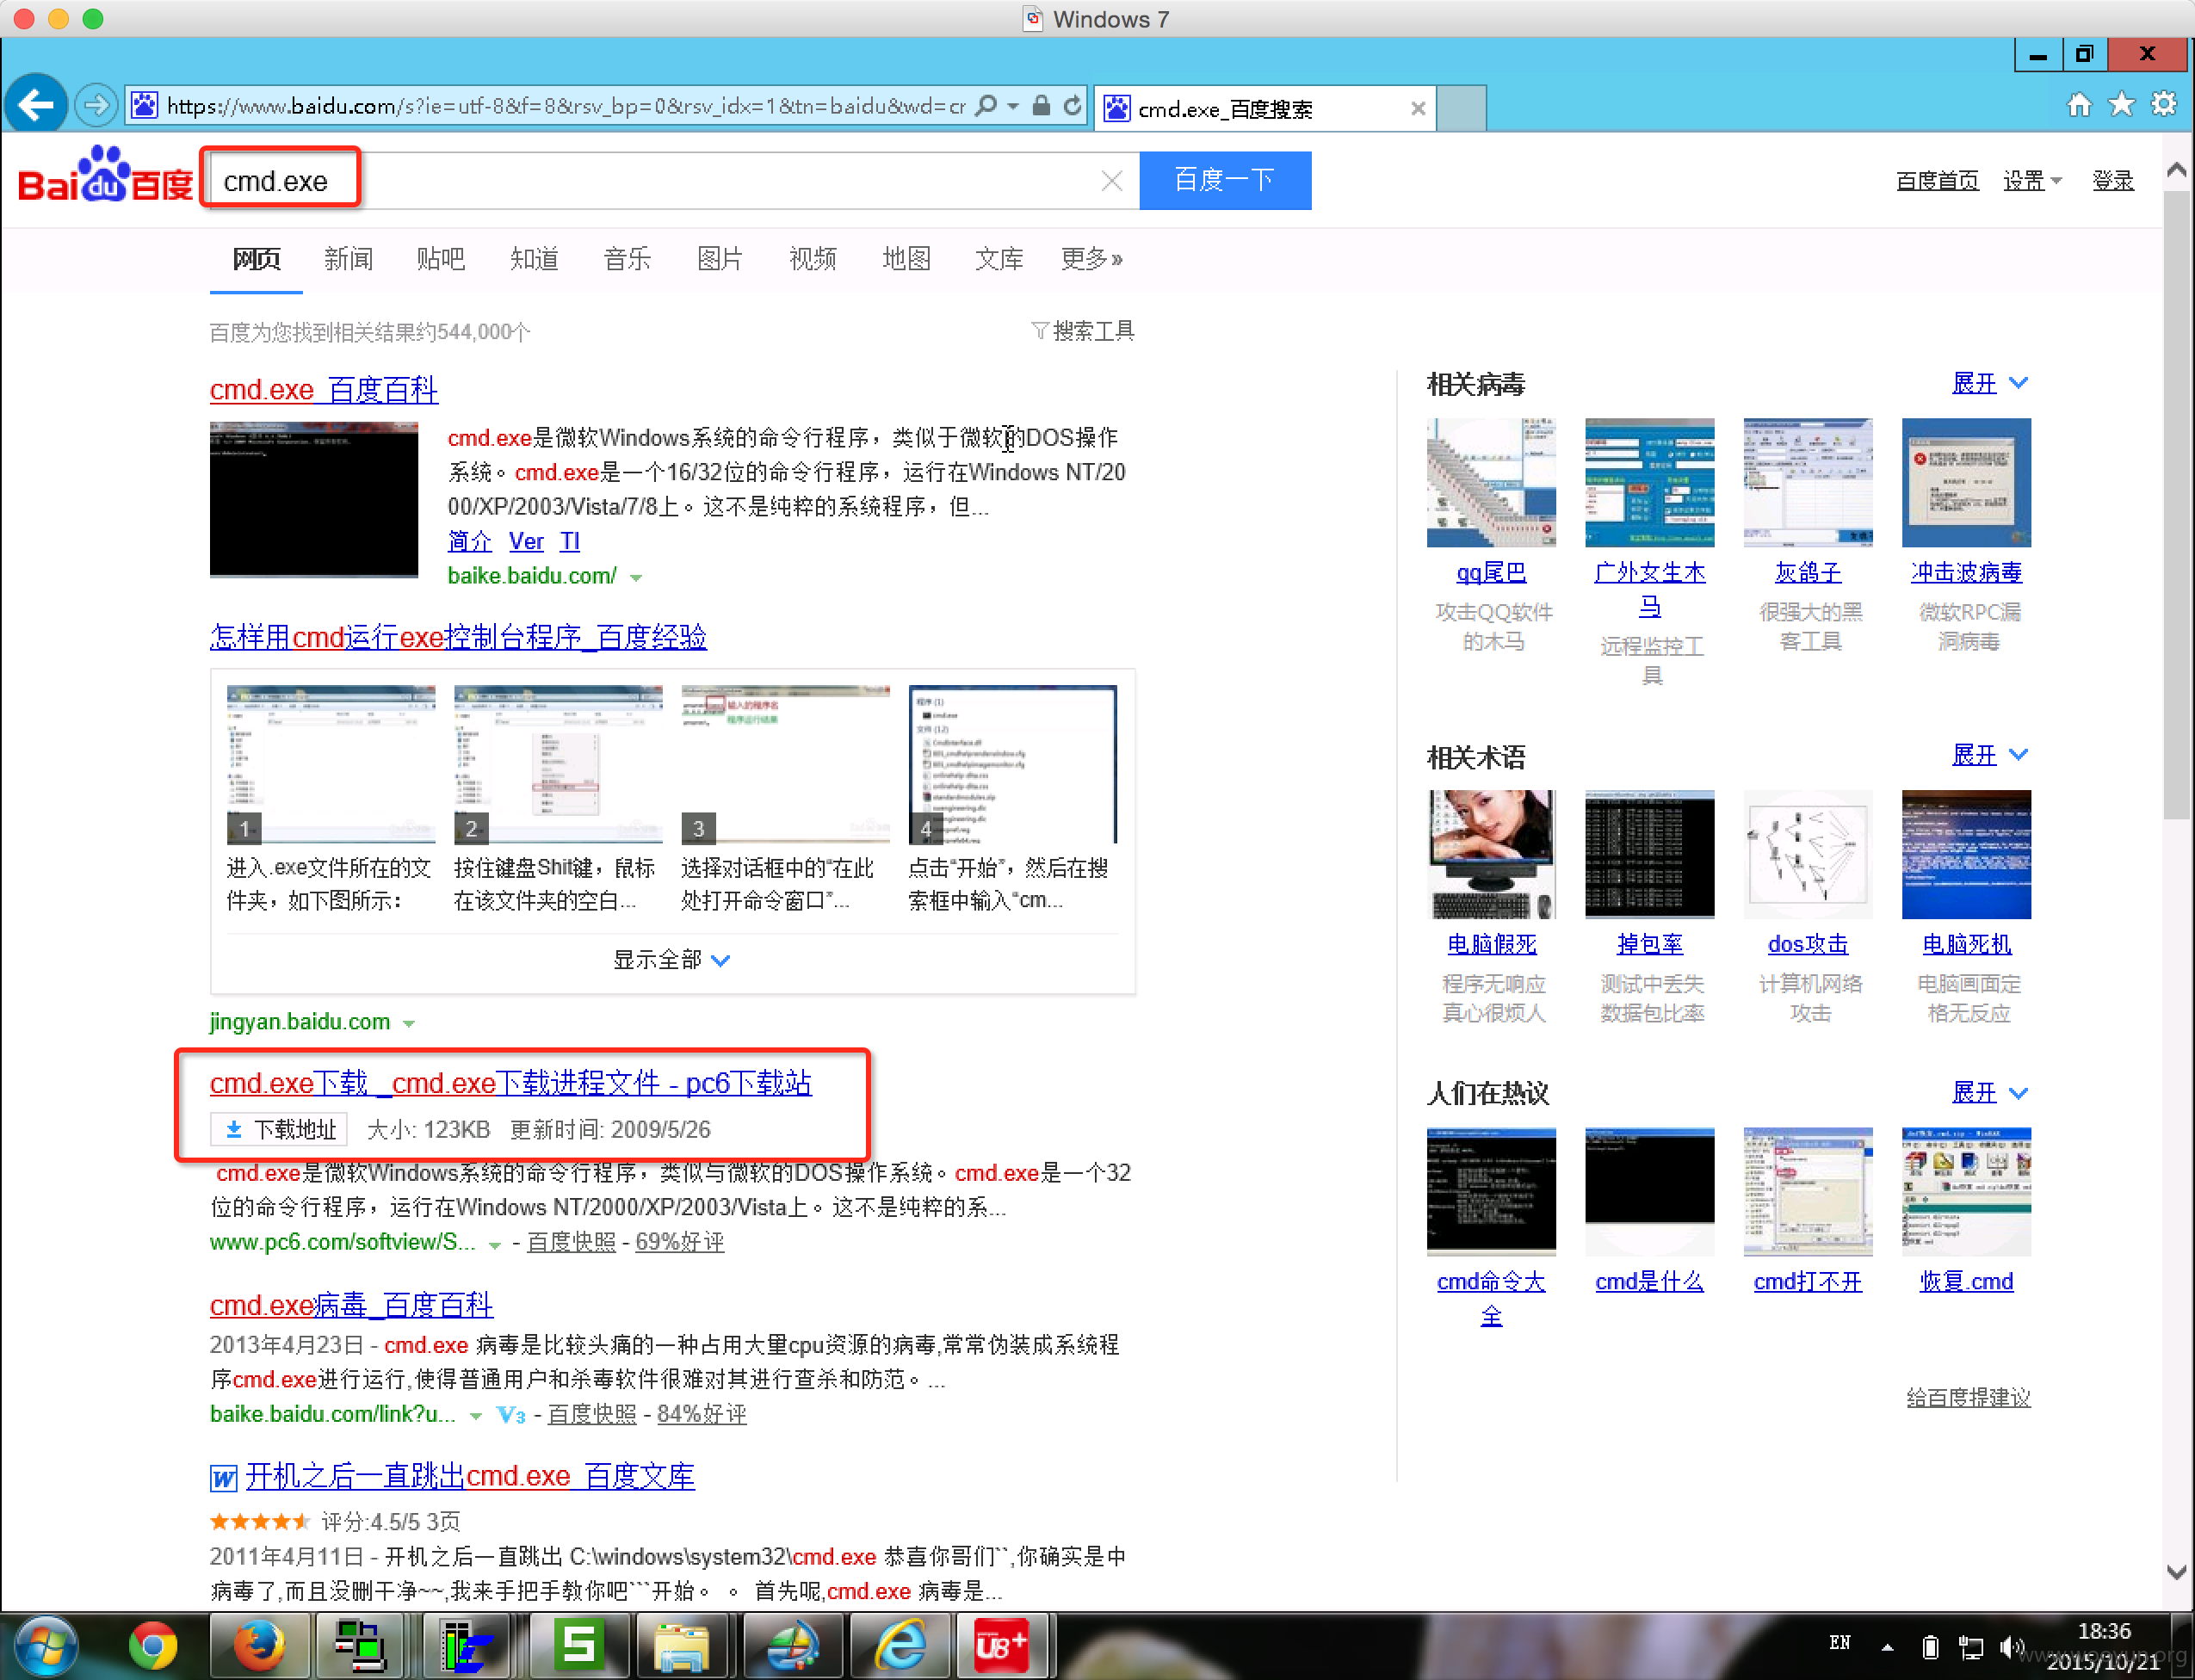 Windows 7
https://www.baidu.com/s?ie=utf-8&f=8&rsv_bp=0&rsv_idx=1&tn=baidu&wd=cr
cmd.exe_百度搜索
Bai du 百度
cmd.exe
百度一下
百度首页 设置 登录
网页 新闻 贴吧 知道 音乐 图片 视频 地图 文库 更多»
百度为您找到相关结果约544,000个
搜索工具
cmd.exe_百度百科
cmd.exe是微软Windows系统的命令行程序，类似于微软的DOS操作
系统。cmd.exe是一个16/32位的命令行程序，运行在Windows NT/20
00/XP/2003/Vista/7/8上。这不是纯粹的系统程序，但...
简介 Ver TI
baike.baidu.com/
怎样用cmd运行exe控制台程序_百度经验
输入的程序名
程序运行结果
1
2
3
4
进入.exe文件所在的文
件夹，如下图所示：
按住键盘Shit键，鼠标
在该文件夹的空白...
选择对话框中的“在此
处打开命令窗口”...
点击“开始”，然后在搜
索框中输入“cm...
显示全部
jingyan.baidu.com
cmd.exe下载 _cmd.exe下载进程文件 - pc6下载站
下载地址 大小: 123KB 更新时间: 2009/5/26
cmd.exe是微软Windows系统的命令行程序，类似与微软的DOS操作系统。cmd.exe是一个32
位的命令行程序，运行在Windows NT/2000/XP/2003/Vista上。这不是纯粹的系...
www.pc6.com/softview/S... - 百度快照 - 69%好评
cmd.exe病毒_百度百科
2013年4月23日 - cmd.exe 病毒是比较头痛的一种占用大量cpu资源的病毒,常常伪装成系统程
序cmd.exe进行运行,使得普通用户和杀毒软件很难对其进行查杀和防范。...
baike.baidu.com/link?u... V3 - 百度快照 - 84%好评
开机之后一直跳出cmd.exe_百度文库
评分:4.5/5 3页
2011年4月11日 - 开机之后一直跳出 C:\windows\system32\cmd.exe 恭喜你哥们``,你确实是中
病毒了,而且没删干净~~,我来手把手教你吧```开始。 。 首先呢,cmd.exe 病毒是...
相关病毒
展开
qq尾巴
攻击QQ软件
的木马
广外女生木
马
远程监控工
具
灰鸽子
很强大的黑
客工具
冲击波病毒
微软RPC漏
洞病毒
相关术语
展开
电脑假死
程序无响应
真心很烦人
掉包率
测试中丢失
数据包比率
dos攻击
计算机网络
攻击
电脑死机
电脑画面定
格无反应
人们在热议
展开
cmd命令大
全
cmd是什么
cmd打不开
恢复.cmd
给百度提建议
U8+
EN
18:36
2015/10/21